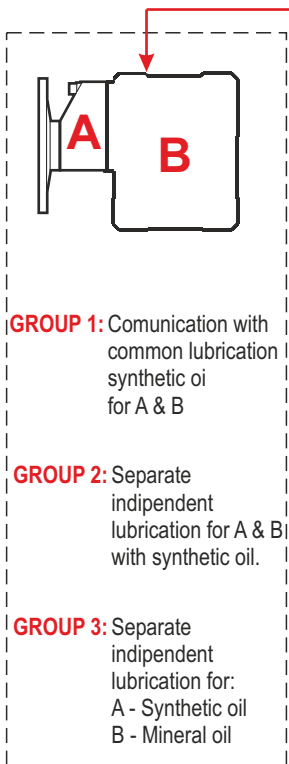 A
B
GROUP 1: Comunication with
common lubrication
synthetic oi
for A & B
GROUP 2: Separate
indipendent
lubrication for A & B
with synthetic oil.
GROUP 3: Separate
indipendent
lubrication for:
A - Synthetic oil
B - Mineral oil